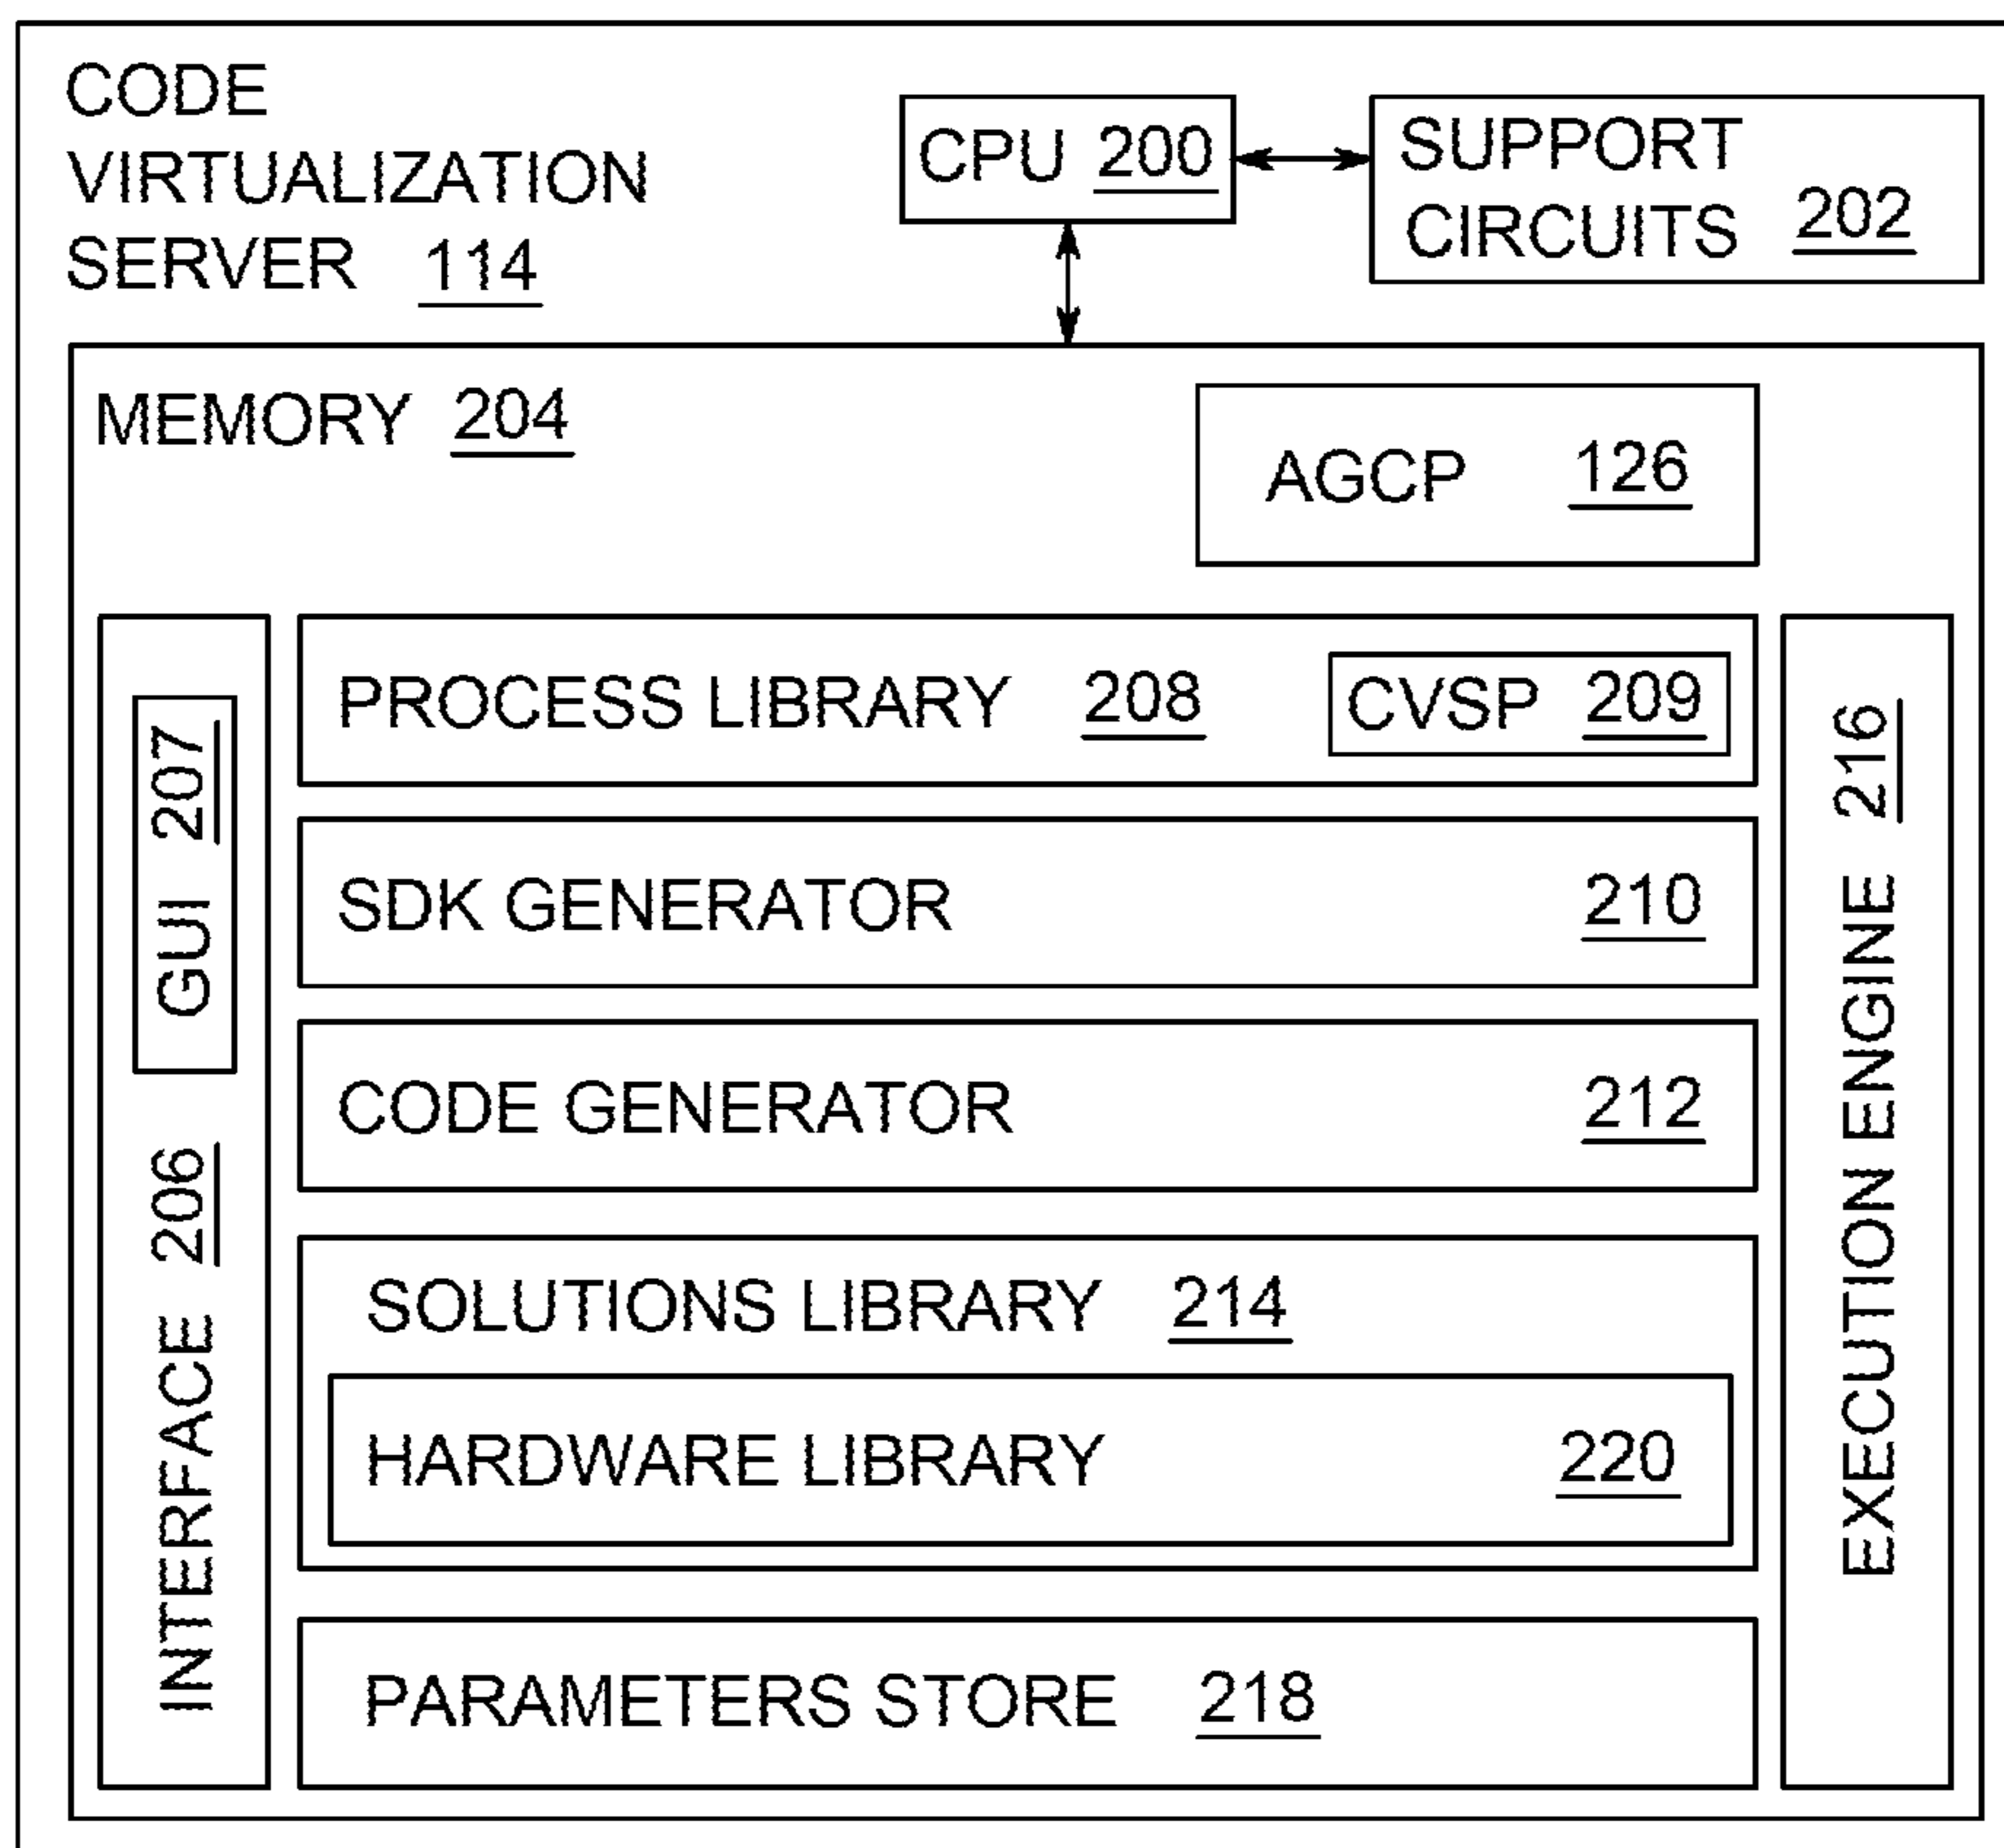 CODE
VIRTUALIZATION
SERVER 114
CPU 200
SUPPORT
CIRCUITS 202
MEMORY 204
AGCP 126
INTERFACE 206
GUI 207
PROCESS LIBRARY 208
CVSP 209
SDK GENERATOR 210
CODE GENERATOR 212
SOLUTIONS LIBRARY 214
HARDWARE LIBRARY 220
PARAMETERS STORE 218
EXECUTION ENGINE 216